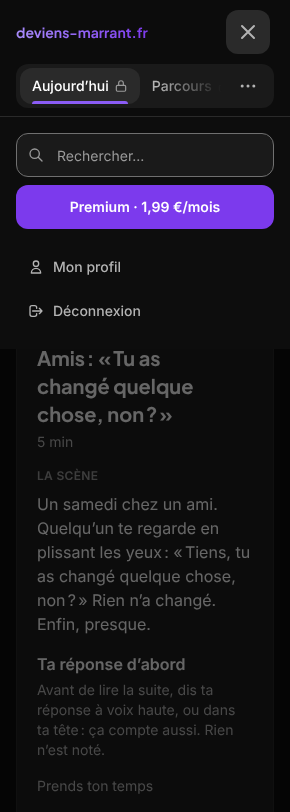 deviens-marrant.fr
Aujourd’hui
Parcours
Rechercher...
Premium · 1,99 €/mois
Mon profil
Déconnexion
Amis : « Tu as
changé quelque
chose, non ? »
5 min
LA SCÈNE
Un samedi chez un ami.
Quelqu’un te regarde en
plissant les yeux : « Tiens, tu
as changé quelque chose,
non ? » Rien n’a changé.
Enfin, presque.
Ta réponse d’abord
Avant de lire la suite, dis ta
réponse à voix haute, ou dans
ta tête : ça compte aussi. Rien
n’est noté.
Prends ton temps